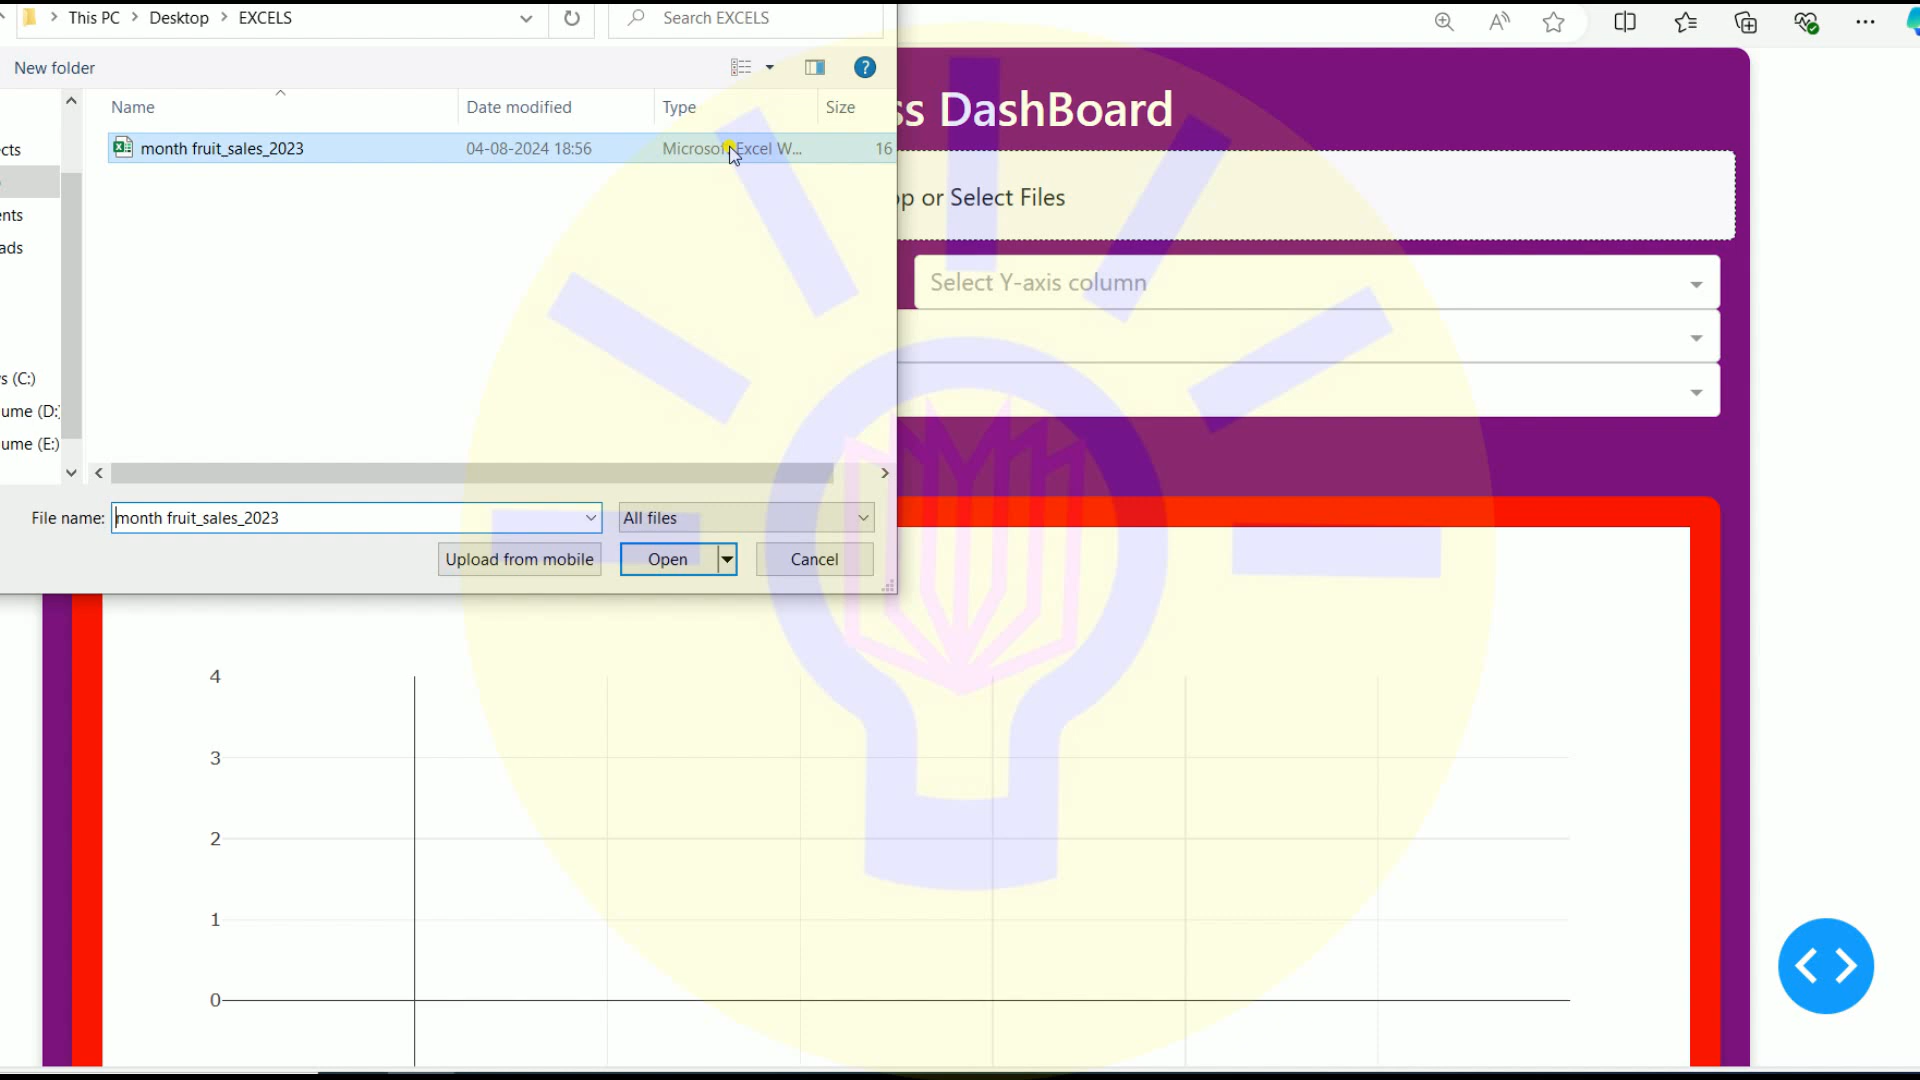 This PC > Desktop > EXCELS
Search EXCELS
New folder
?
Name
Date modified
Type
Size
month fruit_sales_2023
04-08-2024 18:56
Microsoft Excel W...
16
cts
ents
ads
s (C:)
ume (D:)
ume (E:)
File name:
month fruit_sales_2023
All files
Upload from mobile
Open
Cancel
ss DashBoard
op or Select Files
Select Y-axis column
4
3
2
1
0